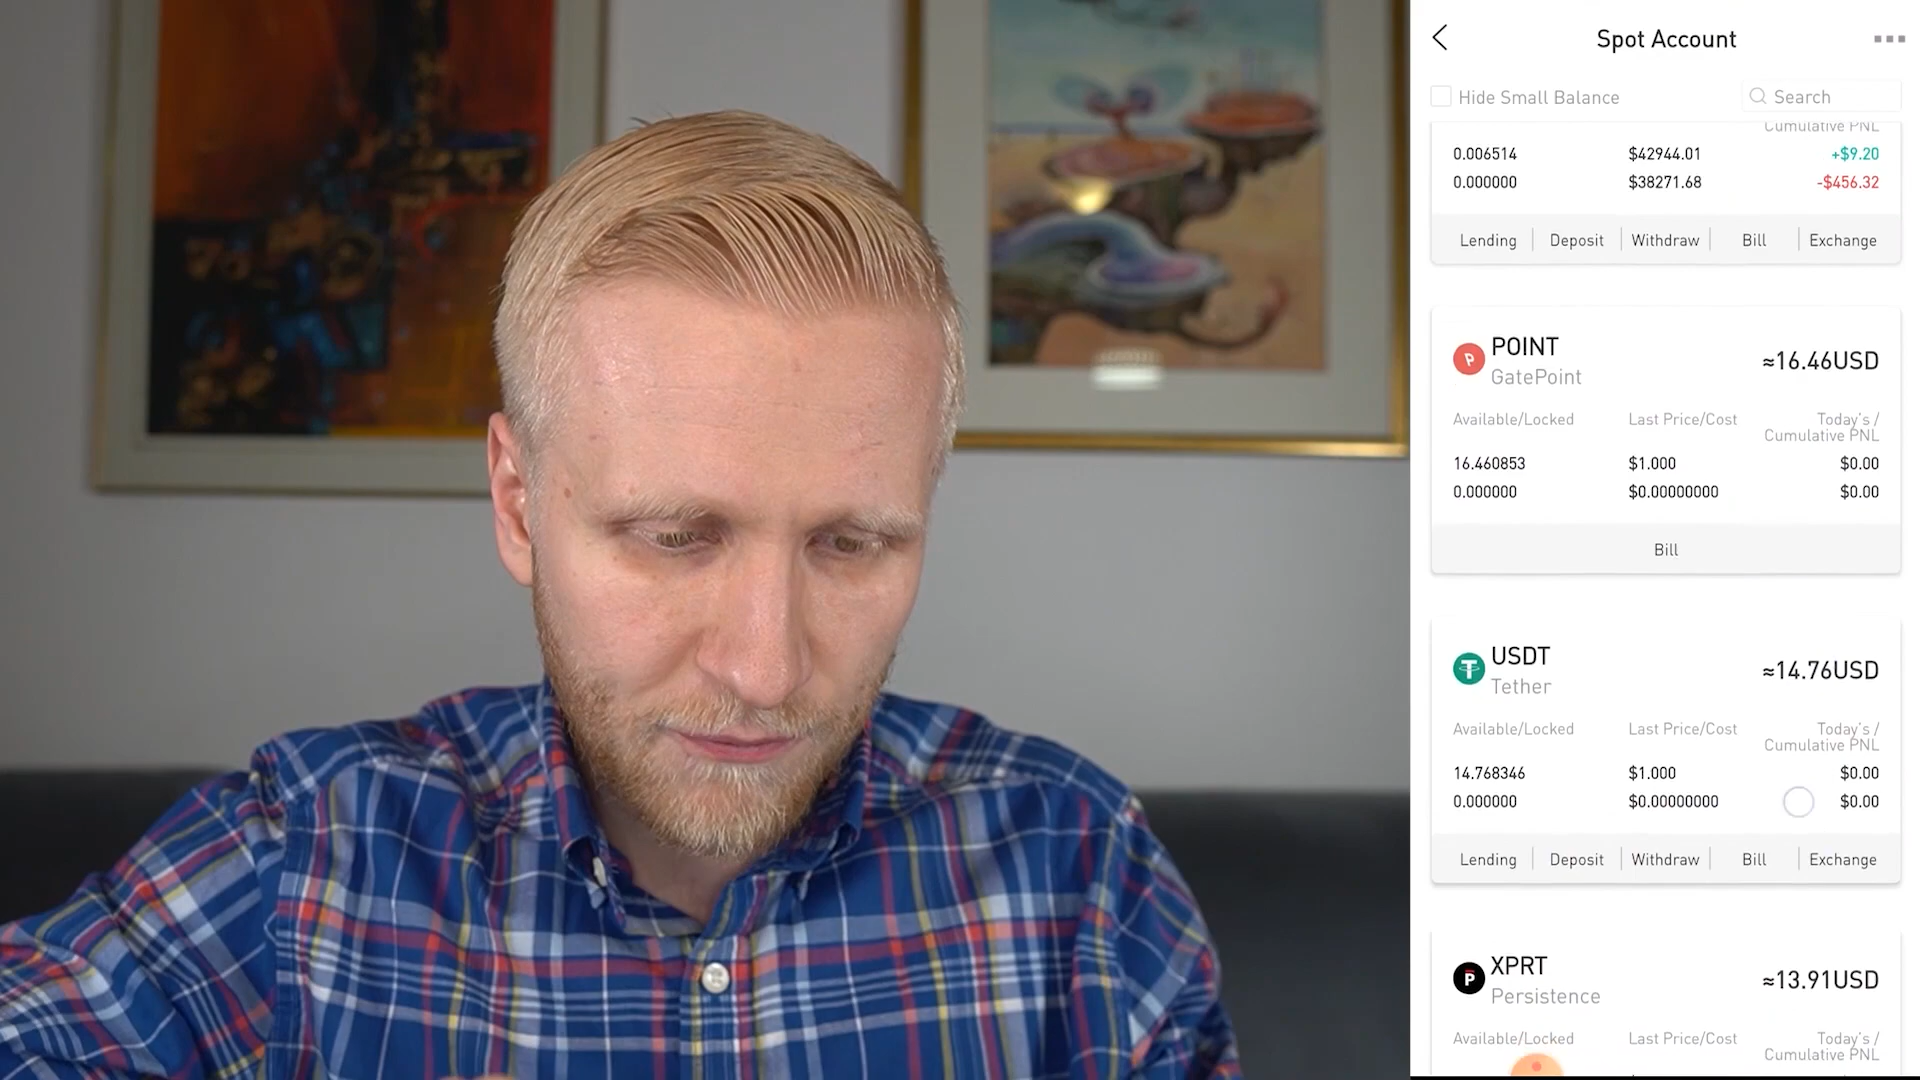 Spot Account
Hide Small Balance
Search
Cumulative PNL
0.006514 $42944.01 +$9.20
0.000000 $38271.68 -$456.32
Lending Deposit Withdraw Bill Exchange
P POINT ≈16.46USD
GatePoint
Available/Locked Last Price/Cost Today's /
Cumulative PNL
16.460853 $1.000 $0.00
0.000000 $0.00000000 $0.00
Bill
USDT ≈14.76USD
Tether
Available/Locked Last Price/Cost Today's /
Cumulative PNL
14.768346 $1.000 $0.00
0.000000 $0.00000000 $0.00
Lending Deposit Withdraw Bill Exchange
P XPRT ≈13.91USD
Persistence
Available/Locked Last Price/Cost Today's /
Cumulative PNL